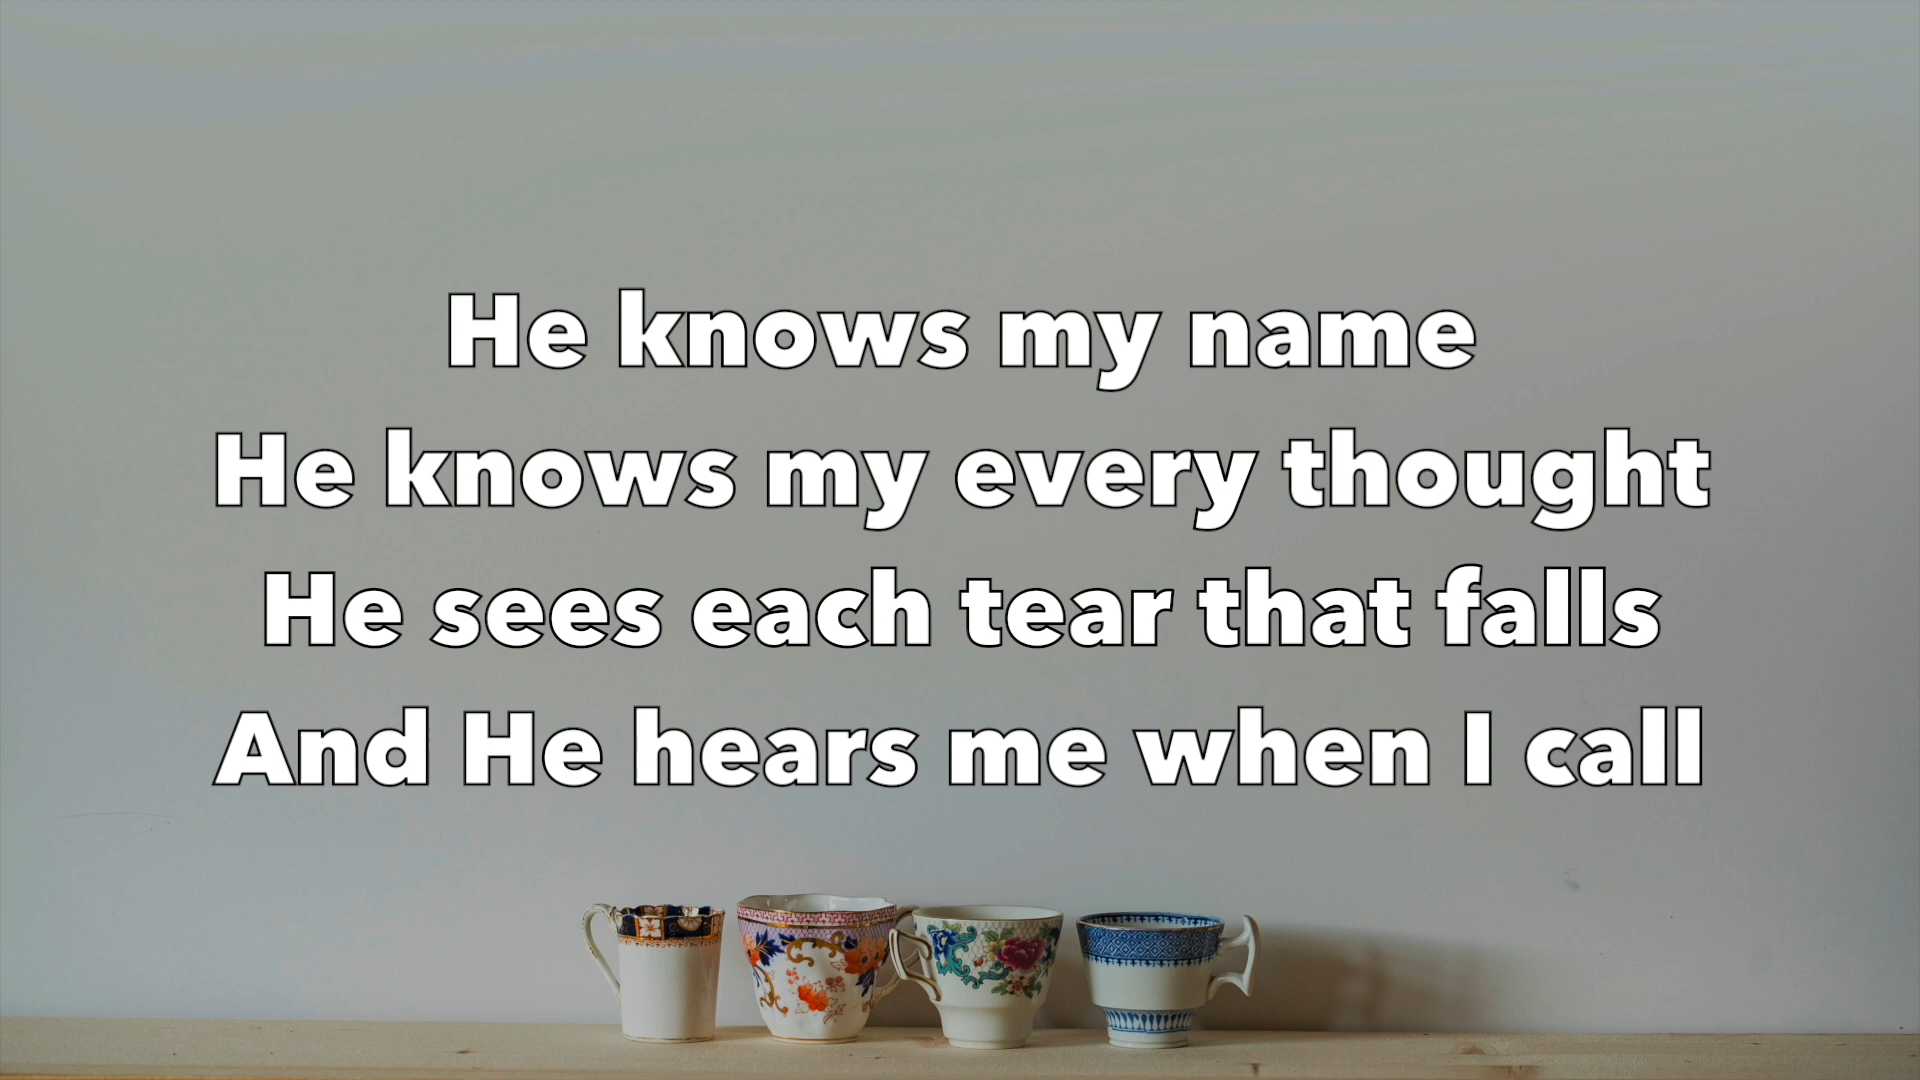 He knows my name
He knows my every thought
He sees each tear that falls
And He hears me when I call